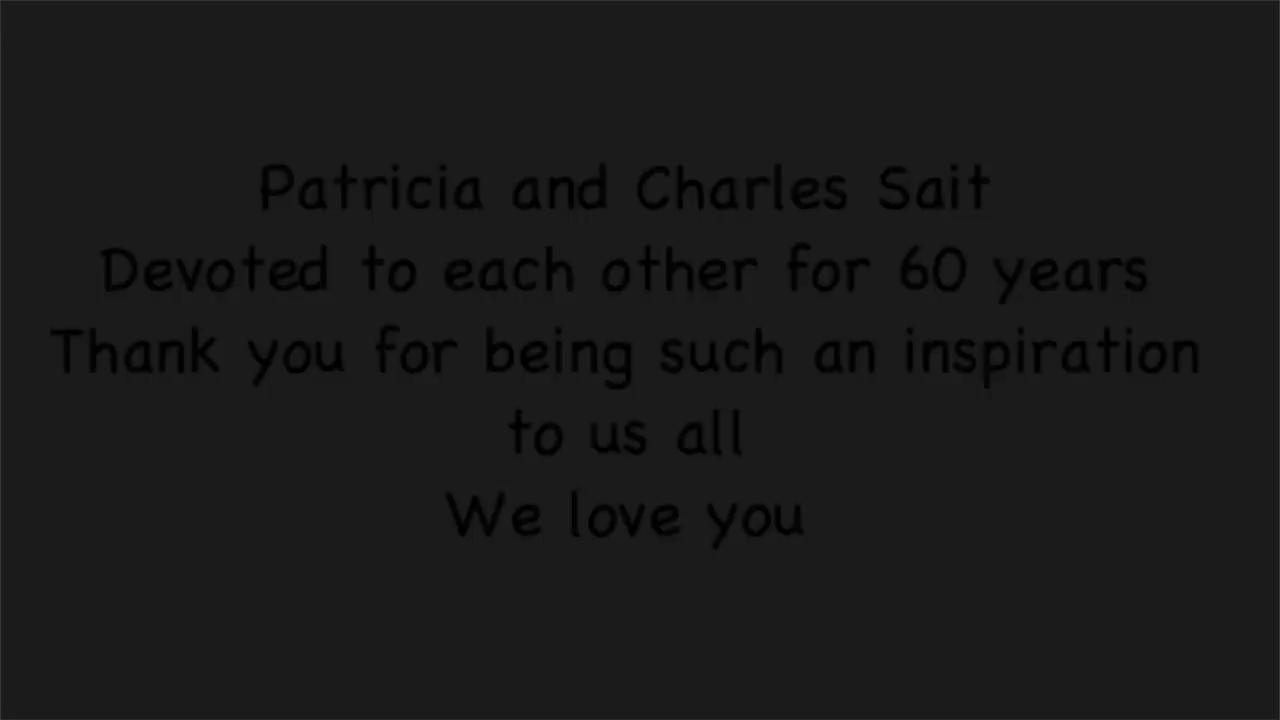 Patricia and Charles Sait
Devoted to each other for 60 years
Thank you for being such an inspiration
to us all
We love you